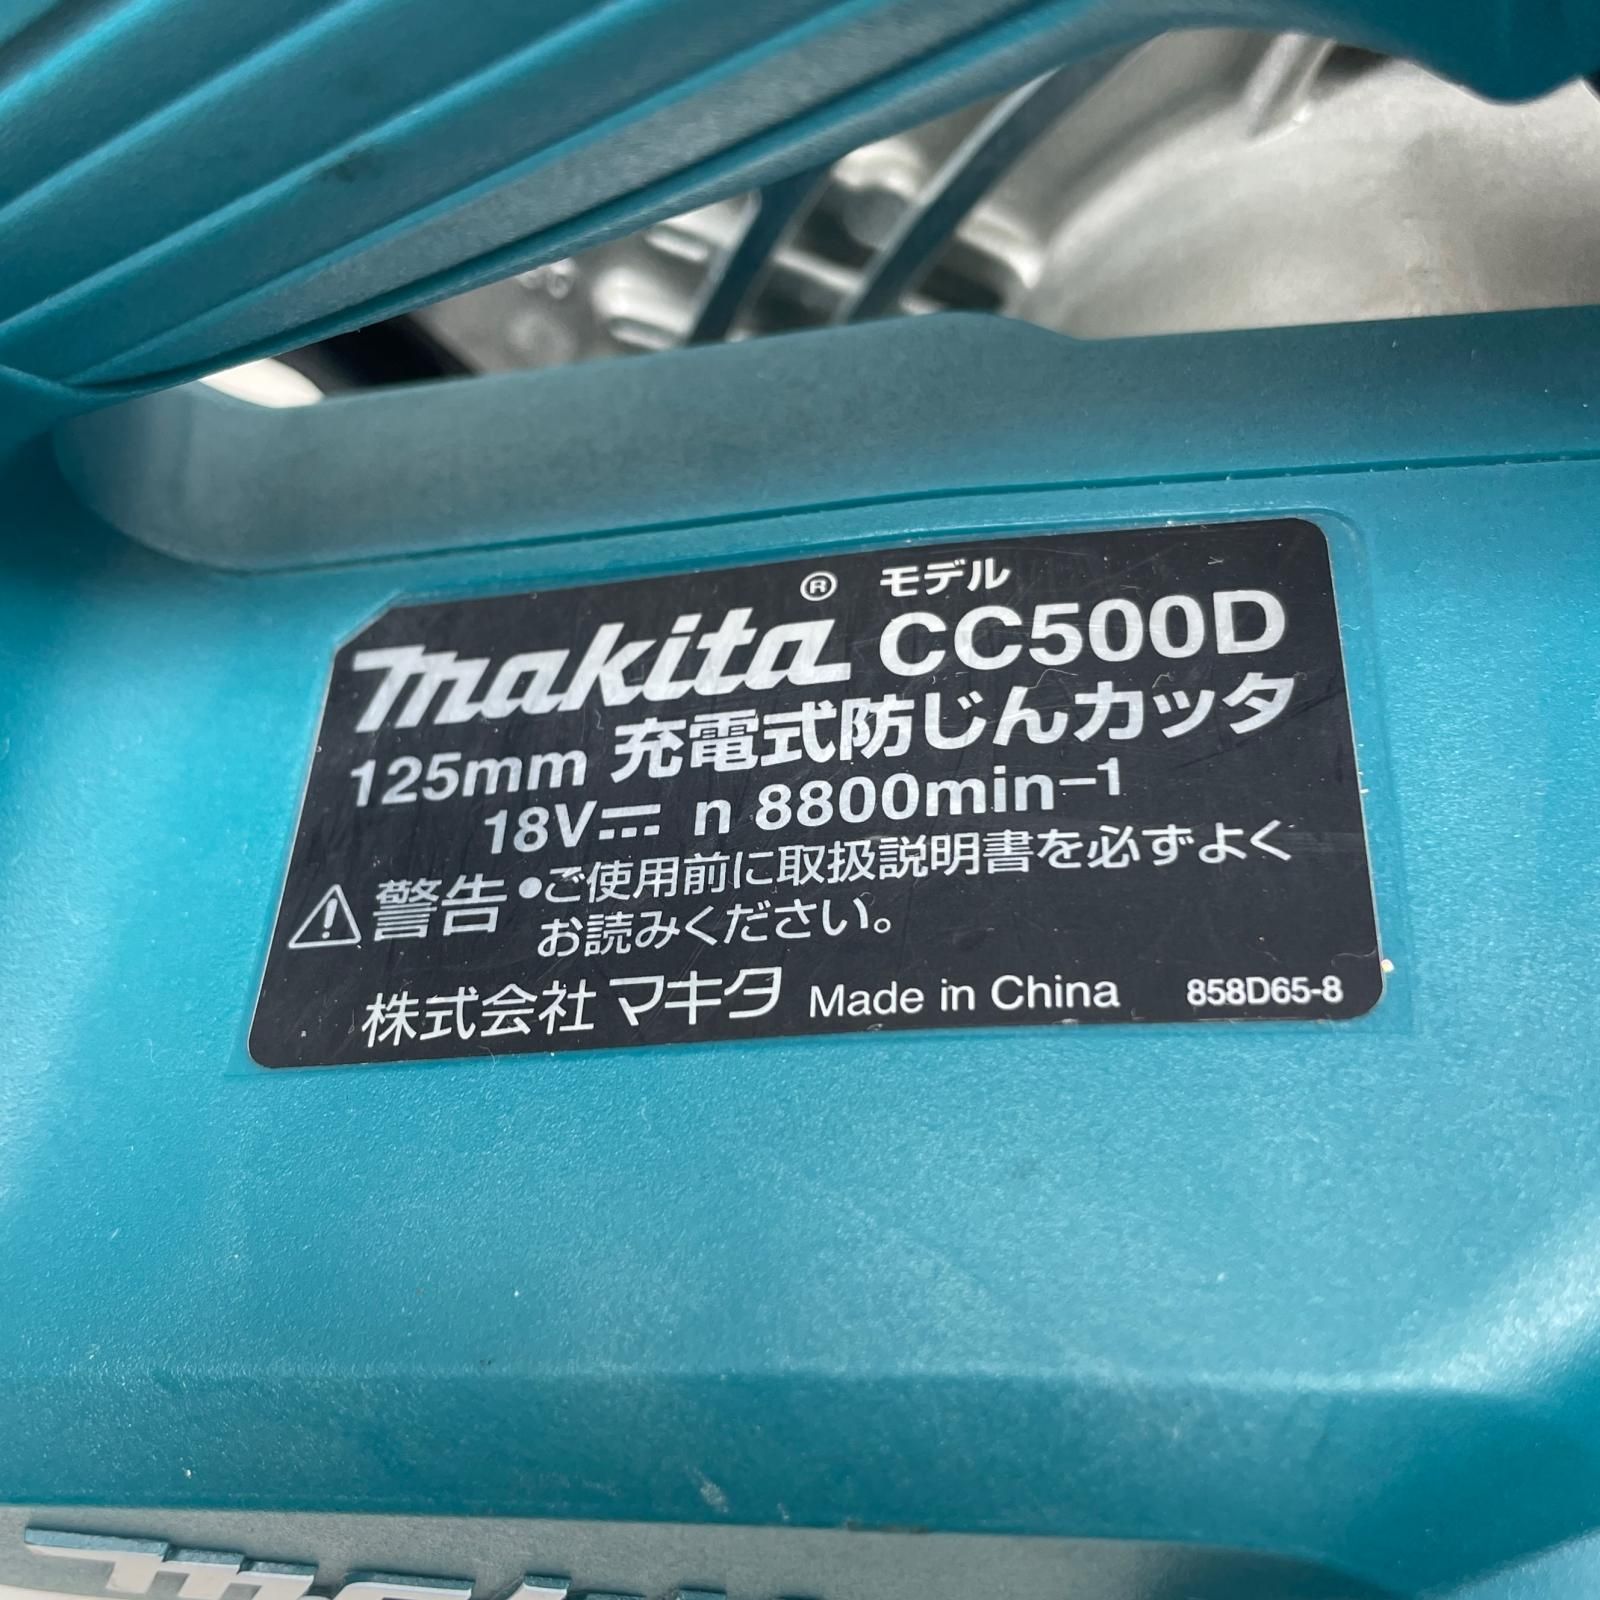 makita® モデル CC500D
125mm 充電式防じんカッタ
18V⎓ n 8800min⁻¹
⚠ 警告 ●ご使用前に取扱説明書を必ずよく
お読みください。
株式会社マキタ Made in China 858D65-8